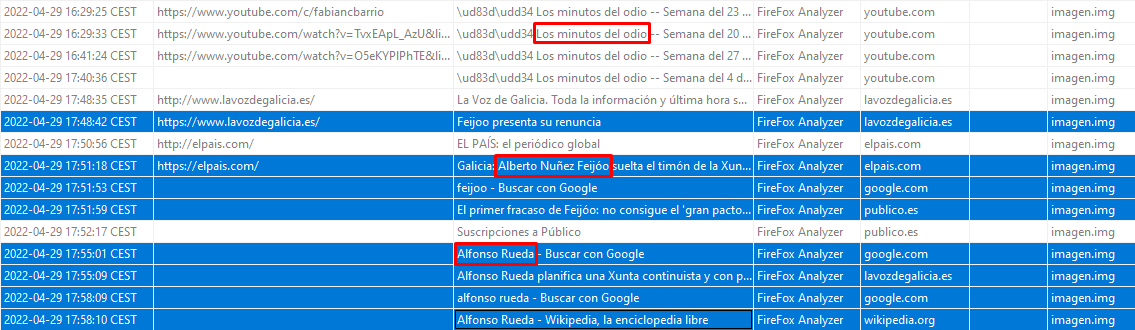 2022-04-29 16:29:25 CEST https://www.youtube.com/c/fabiancbarrio \ud83d\udd34 Los minutos del odio -- Semana del 23 ... FireFox Analyzer youtube.com imagen.img
2022-04-29 16:29:33 CEST https://www.youtube.com/watch?v=TvxEApL_AzU&li... \ud83d\udd34 Los minutos del odio -- Semana del 20 ... FireFox Analyzer youtube.com imagen.img
2022-04-29 16:41:24 CEST https://www.youtube.com/watch?v=O5eKYPIPhTE&li... \ud83d\udd34 Los minutos del odio -- Semana del 27 ... FireFox Analyzer youtube.com imagen.img
2022-04-29 17:40:36 CEST \ud83d\udd34 Los minutos del odio -- Semana del 4 d... FireFox Analyzer youtube.com imagen.img
2022-04-29 17:48:35 CEST http://www.lavozdegalicia.es/ La Voz de Galicia. Toda la información y última hora s... FireFox Analyzer lavozdegalicia.es imagen.img
2022-04-29 17:48:42 CEST https://www.lavozdegalicia.es/ Feijoo presenta su renuncia FireFox Analyzer lavozdegalicia.es imagen.img
2022-04-29 17:50:56 CEST http://elpais.com/ EL PAÍS: el periódico global FireFox Analyzer elpais.com imagen.img
2022-04-29 17:51:18 CEST https://elpais.com/ Galicia: Alberto Nuñez Feijóo suelta el timón de la Xun... FireFox Analyzer elpais.com imagen.img
2022-04-29 17:51:53 CEST feijoo - Buscar con Google FireFox Analyzer google.com imagen.img
2022-04-29 17:51:59 CEST El primer fracaso de Feijóo: no consigue el 'gran pacto... FireFox Analyzer publico.es imagen.img
2022-04-29 17:52:17 CEST Suscripciones a Público FireFox Analyzer publico.es imagen.img
2022-04-29 17:55:01 CEST Alfonso Rueda - Buscar con Google FireFox Analyzer google.com imagen.img
2022-04-29 17:55:09 CEST Alfonso Rueda planifica una Xunta continuista y con p... FireFox Analyzer lavozdegalicia.es imagen.img
2022-04-29 17:58:09 CEST alfonso rueda - Buscar con Google FireFox Analyzer google.com imagen.img
2022-04-29 17:58:10 CEST Alfonso Rueda - Wikipedia, la enciclopedia libre FireFox Analyzer wikipedia.org imagen.img